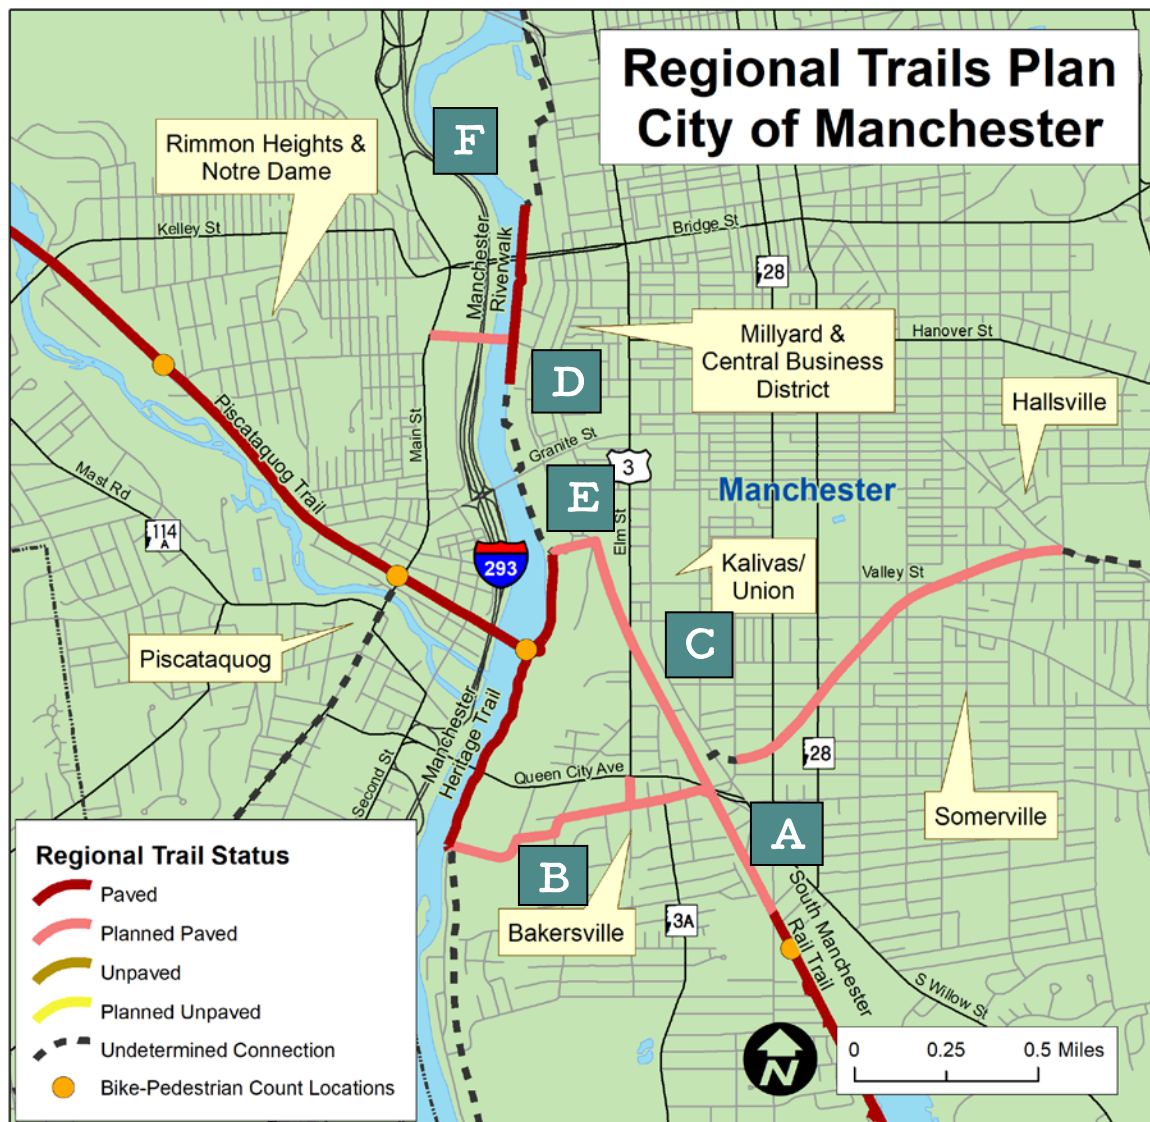 Regional Trails Plan
City of Manchester
F
Rimmon Heights &
Notre Dame
Kelley St
Bridge St
Manchester
Riverwalk
28
Millyard &
Central Business
District
Hanover St
D
Hallsville
Main St
Piscataquog Trail
Granite St
3
E
Elm St
Manchester
Mast Rd
114
A
293
Kalivas/
Union
Valley St
Piscataquog
C
Manchester
Heritage Trail
Second St
Queen City Ave
28
Somerville
A
B
Bakersville
3A
South Manchester
Rail Trail
S Willow St
Regional Trail Status
Paved
Planned Paved
Unpaved
Planned Unpaved
Undetermined Connection
Bike-Pedestrian Count Locations
N
0 0.25 0.5 Miles